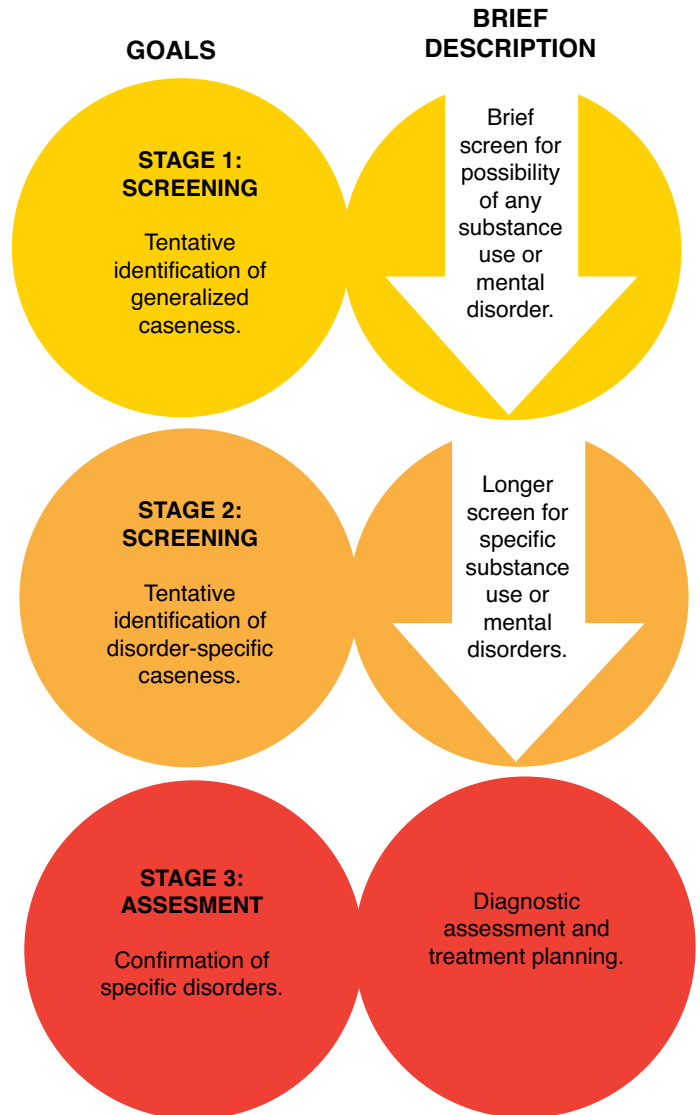 GOALS
BRIEF
DESCRIPTION
STAGE 1:
SCREENING
Tentative
identification of
generalized
caseness.
Brief
screen for
possibility
of any
substance
use or
mental
disorder.
STAGE 2:
SCREENING
Tentative
identification of
disorder-specific
caseness.
Longer
screen for
specific
substance
use or
mental
disorders.
STAGE 3:
ASSESMENT
Confirmation of
specific disorders.
Diagnostic
assessment and
treatment planning.